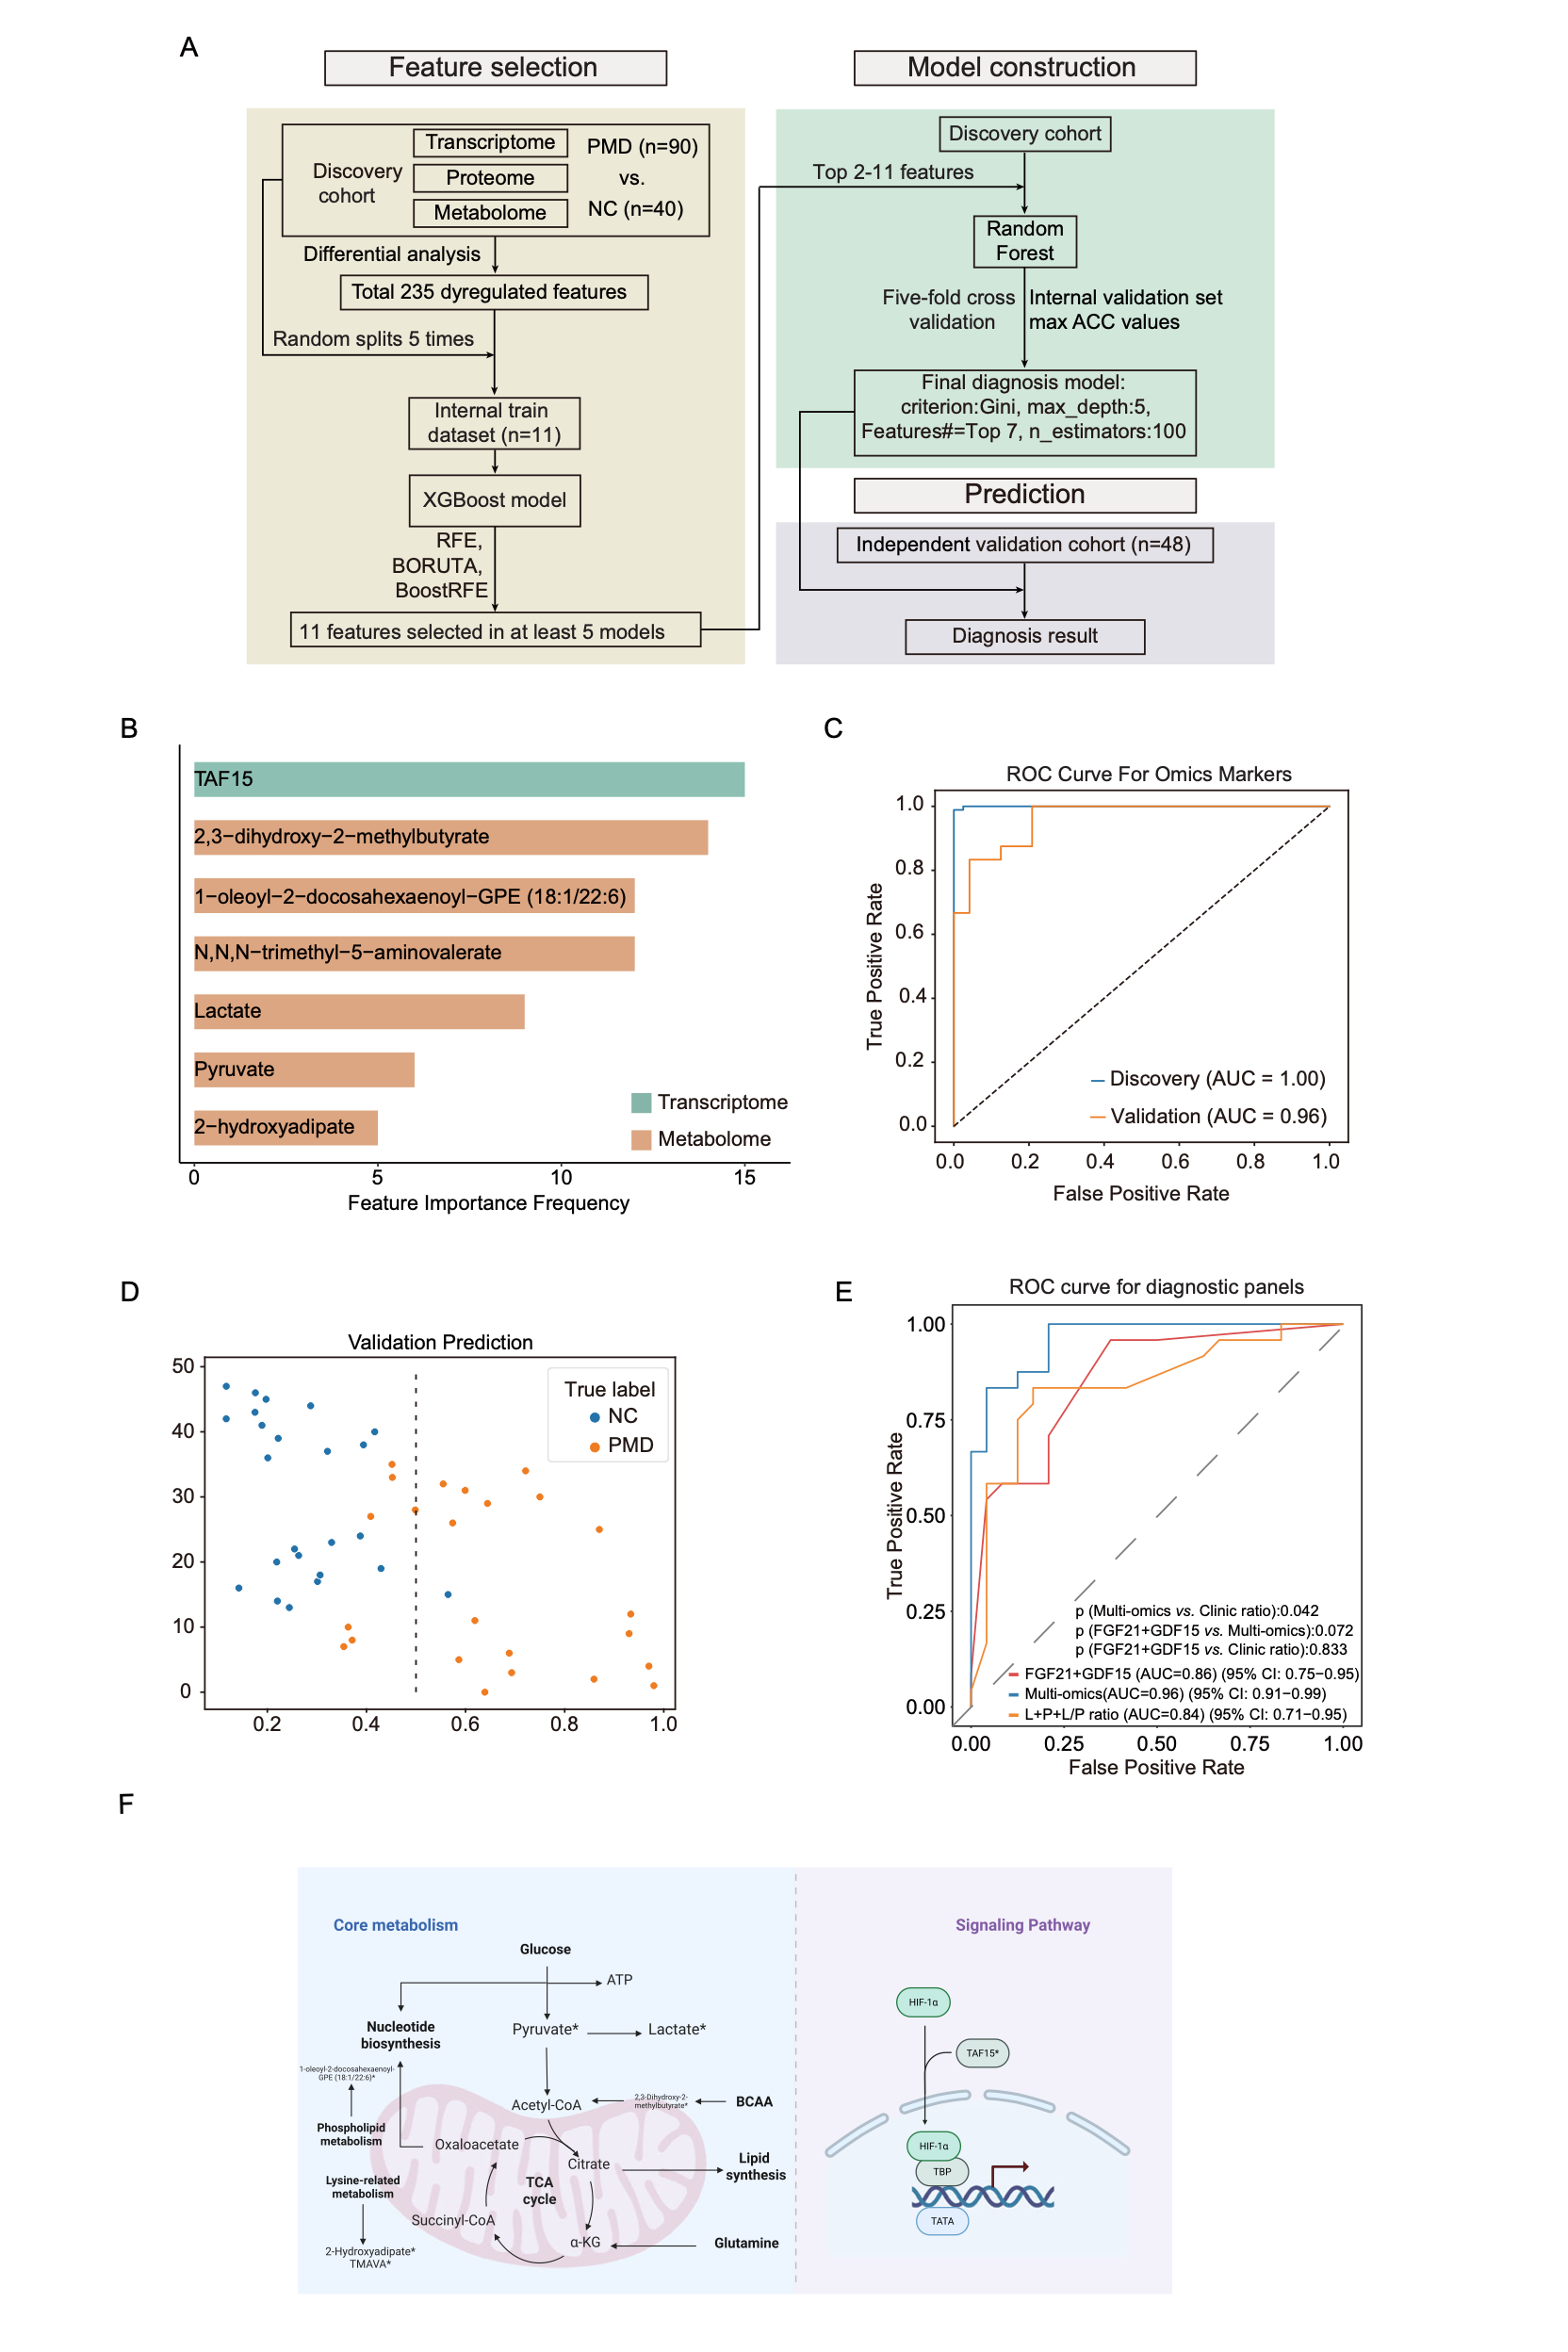 A
Feature selection
Model construction
Discovery
cohort
Transcriptome
Proteome
Metabolome
PMD (n=90)
vs.
NC (n=40)
Differential analysis
Total 235 dyregulated features
Random splits 5 times
Internal train
dataset (n=11)
XGBoost model
RFE,
BORUTA,
BoostRFE
11 features selected in at least 5 models
Discovery cohort
Top 2-11 features
Random
Forest
Five-fold cross
validation
Internal validation set
max ACC values
Final diagnosis model:
criterion:Gini, max_depth:5,
Features#=Top 7, n_estimators:100
Prediction
Independent validation cohort (n=48)
Diagnosis result
B
TAF15
2,3−dihydroxy−2−methylbutyrate
1−oleoyl−2−docosahexaenoyl−GPE (18:1/22:6)
N,N,N−trimethyl−5−aminovalerate
Lactate
Pyruvate
2−hydroxyadipate
Transcriptome
Metabolome
0 5 10 15
Feature Importance Frequency
C
ROC Curve For Omics Markers
1.0
0.8
0.6
0.4
0.2
0.0
True Positive Rate
Discovery (AUC = 1.00)
Validation (AUC = 0.96)
0.0 0.2 0.4 0.6 0.8 1.0
False Positive Rate
D
Validation Prediction
50
40
30
20
10
0
True label
NC
PMD
0.2 0.4 0.6 0.8 1.0
E
ROC curve for diagnostic panels
1.00
0.75
0.50
0.25
0.00
True Positive Rate
p (Multi-omics vs. Clinic ratio):0.042
p (FGF21+GDF15 vs. Multi-omics):0.072
p (FGF21+GDF15 vs. Clinic ratio):0.833
FGF21+GDF15 (AUC=0.86) (95% CI: 0.75−0.95)
Multi-omics(AUC=0.96) (95% CI: 0.91−0.99)
L+P+L/P ratio (AUC=0.84) (95% CI: 0.71−0.95)
0.00 0.25 0.50 0.75 1.00
False Positive Rate
F
Core metabolism
Glucose
ATP
Nucleotide
biosynthesis
Pyruvate*
Lactate*
1-oleoyl-2-docosahexaenoyl-
GPE (18:1/22:6)*
Acetyl-CoA
2,3-Dihydroxy-2-
methylbutyrate*
BCAA
Phospholipid
metabolism
Oxaloacetate
Citrate
Lipid
synthesis
Lysine-related
metabolism
TCA
cycle
Succinyl-CoA
α-KG
Glutamine
2-Hydroxyadipate*
TMAVA*
Signaling Pathway
HIF-1α
TAF15*
HIF-1α
TBP
TATA